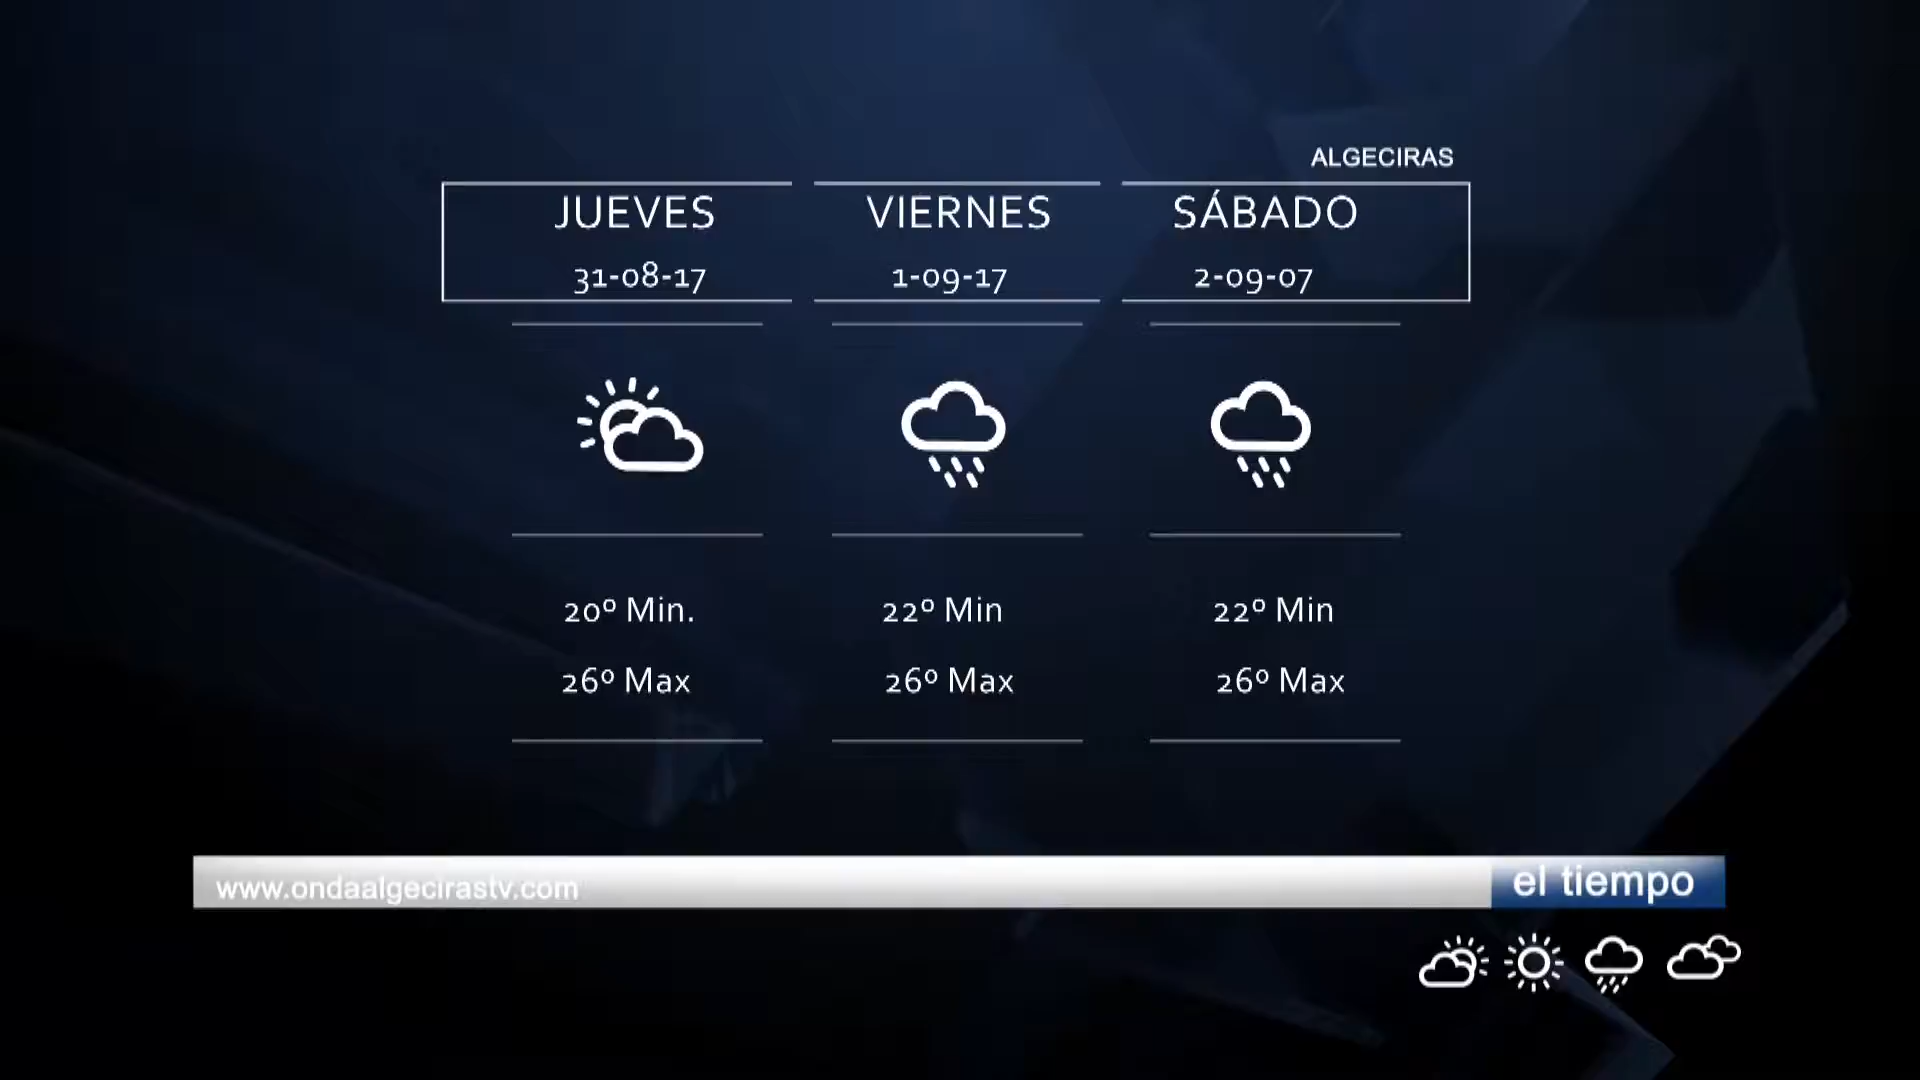 ALGECIRAS
JUEVES VIERNES SÁBADO
31-08-17 1-09-17 2-09-07
20º Min. 22º Min 22º Min
26º Max 26º Max 26º Max
www.ondaalgecirastv.com el tiempo